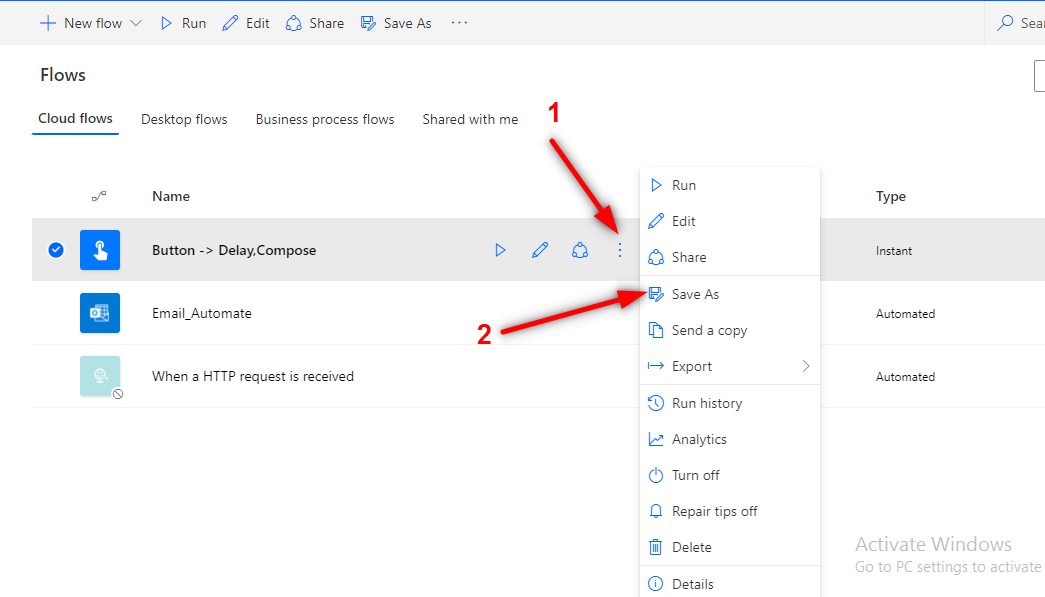 New flow Run Edit Share Save As ···
Flows
Cloud flows Desktop flows Business process flows Shared with me
1
Name Type
Button -> Delay,Compose Instant
Email_Automate Automated
When a HTTP request is received Automated
2
Run
Edit
Share
Save As
Send a copy
Export
Run history
Analytics
Turn off
Repair tips off
Delete
Details
Activate Windows
Go to PC settings to activate